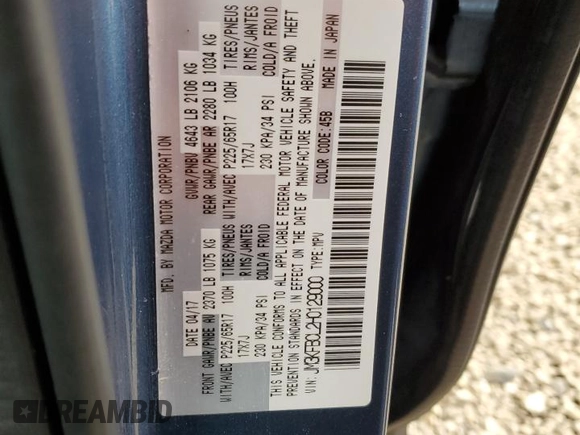 MFD. BY MAZDA MOTOR CORPORATION
DATE 04/17 GVWR/PNBV 4643 LB 2106 KG
FRONT GAWR/PNBE AV 2370 LB 1075 KG REAR GAWR/PNBE AR 2280 LB 1034 KG
WITH/AVEC P225/65R17 100H TIRES/PNEUS WITH/AVEC P225/65R17 100H TIRES/PNEUS
17X7J RIMS/JANTES 17X7J RIMS/JANTES
230 KPA/34 PSI COLD/A FROID 230 KPA/34 PSI COLD/A FROID
THIS VEHICLE CONFORMS TO ALL APPLICABLE FEDERAL MOTOR VEHICLE SAFETY AND THEFT
PREVENTION STANDARDS IN EFFECT ON THE DATE OF MANUFACTURE SHOWN ABOVE.
VIN: JM3KFBCL2H0129000 TYPE: MPV COLOR CODE: 45B MADE IN JAPAN
DREAMBID